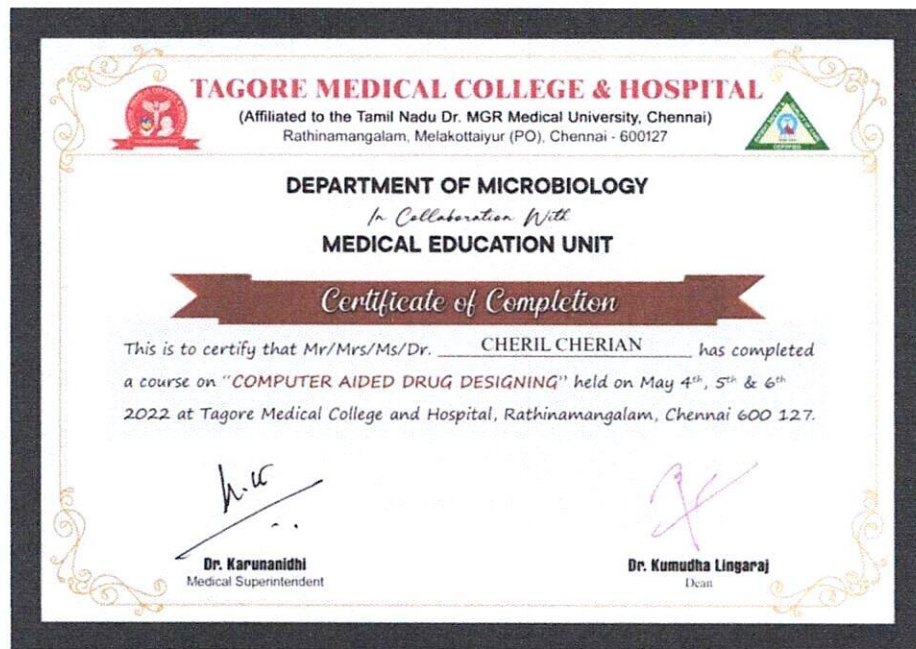 TAGORE MEDICAL COLLEGE & HOSPITAL
(Affiliated to the Tamil Nadu Dr. MGR Medical University, Chennai)
Rathinamangalam, Melakottaiyur (PO), Chennai - 600127
DEPARTMENT OF MICROBIOLOGY
In Collaboration With
MEDICAL EDUCATION UNIT
Certificate of Completion
This is to certify that Mr/Mrs/Ms/Dr. CHERIL CHERIAN has completed
a course on "COMPUTER AIDED DRUG DESIGNING" held on May 4th, 5th & 6th
2022 at Tagore Medical College and Hospital, Rathinamangalam, Chennai 600 127.
Dr. Karunanidhi
Medical Superintendent
Dr. Kumudha Lingaraj
Dean
CERTIFIED